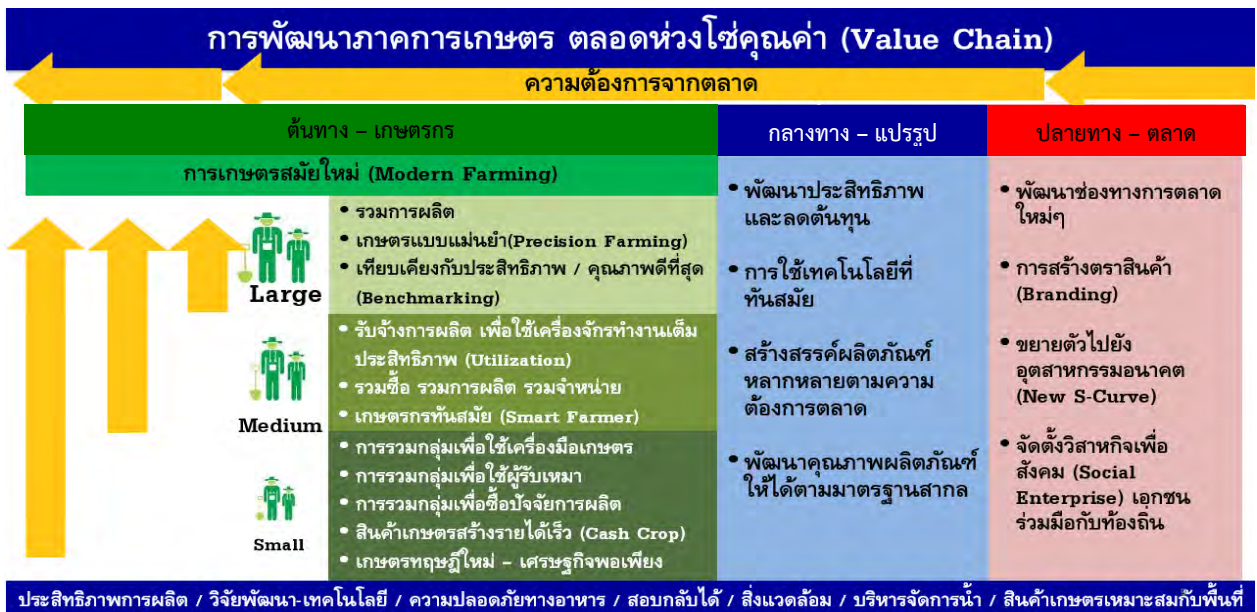 การพัฒนาภาคการเกษตร ตลอดห่วงโซ่คุณค่า (Value Chain)
ความต้องการจากตลาด
ต้นทาง – เกษตรกร
การเกษตรสมัยใหม่ (Modern Farming)
Large
• รวมการผลิต
• เกษตรแบบแม่นยำ(Precision Farming)
• เทียบเคียงกับประสิทธิภาพ / คุณภาพดีที่สุด
(Benchmarking)
Medium
• รับจ้างการผลิต เพื่อใช้เครื่องจักรทำงานเต็ม
ประสิทธิภาพ (Utilization)
• รวมซื้อ รวมการผลิต รวมจำหน่าย
• เกษตรกรทันสมัย (Smart Farmer)
Small
• การรวมกลุ่มเพื่อใช้เครื่องมือเกษตร
• การรวมกลุ่มเพื่อใช้ผู้รับเหมา
• การรวมกลุ่มเพื่อซื้อปัจจัยการผลิต
• สินค้าเกษตรสร้างรายได้เร็ว (Cash Crop)
• เกษตรทฤษฎีใหม่ – เศรษฐกิจพอเพียง
กลางทาง – แปรรูป
• พัฒนาประสิทธิภาพ
และลดต้นทุน
• การใช้เทคโนโลยีที่
ทันสมัย
• สร้างสรรค์ผลิตภัณฑ์
หลากหลายตามความ
ต้องการตลาด
• พัฒนาคุณภาพผลิตภัณฑ์
ให้ได้ตามมาตรฐานสากล
ปลายทาง – ตลาด
• พัฒนาช่องทางการตลาด
ใหม่ๆ
• การสร้างตราสินค้า
(Branding)
• ขยายตัวไปยัง
อุตสาหกรรมอนาคต
(New S-Curve)
• จัดตั้งวิสาหกิจเพื่อ
สังคม (Social
Enterprise) เอกชน
ร่วมมือกับท้องถิ่น
ประสิทธิภาพการผลิต / วิจัยพัฒนา-เทคโนโลยี / ความปลอดภัยทางอาหาร / สอบกลับได้ / สิ่งแวดล้อม / บริหารจัดการน้ำ / สินค้าเกษตรเหมาะสมกับพื้นที่